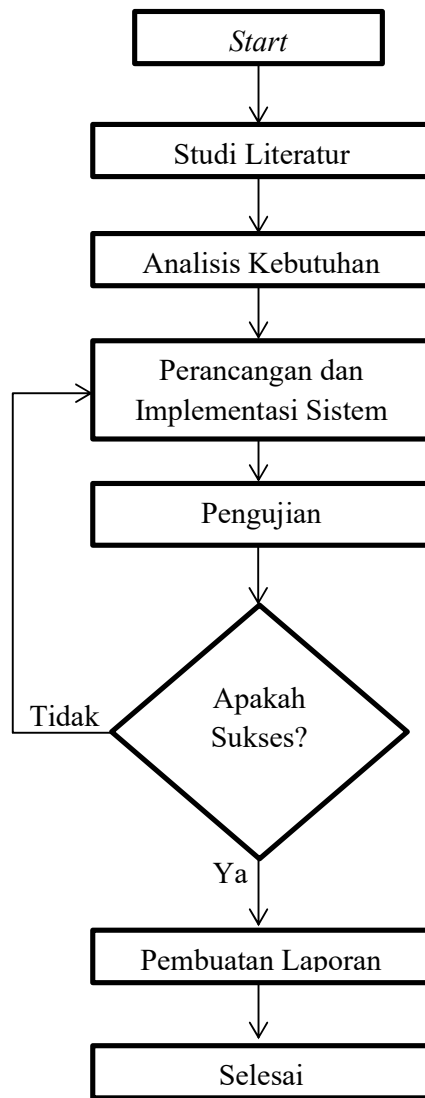 Start
Studi Literatur
Analisis Kebutuhan
Perancangan dan
Implementasi Sistem
Pengujian
Apakah
Sukses?
Tidak
Ya
Pembuatan Laporan
Selesai